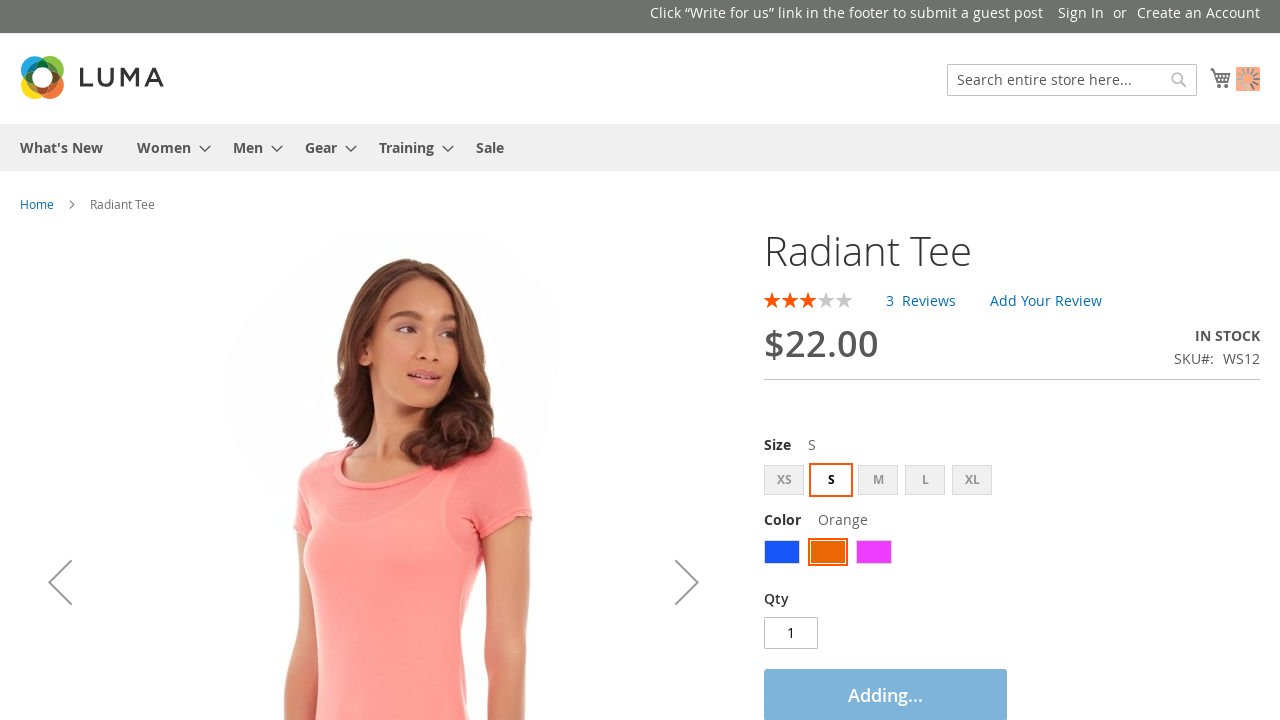 Click “Write for us” link in the footer to submit a guest post Sign In or Create an Account
LUMA
Search entire store here...
What's New Women Men Gear Training Sale
Home Radiant Tee
Radiant Tee
3 Reviews Add Your Review
$22.00
IN STOCK
SKU#: WS12
Size S
XS S M L XL
Color Orange
Qty
1
Adding...